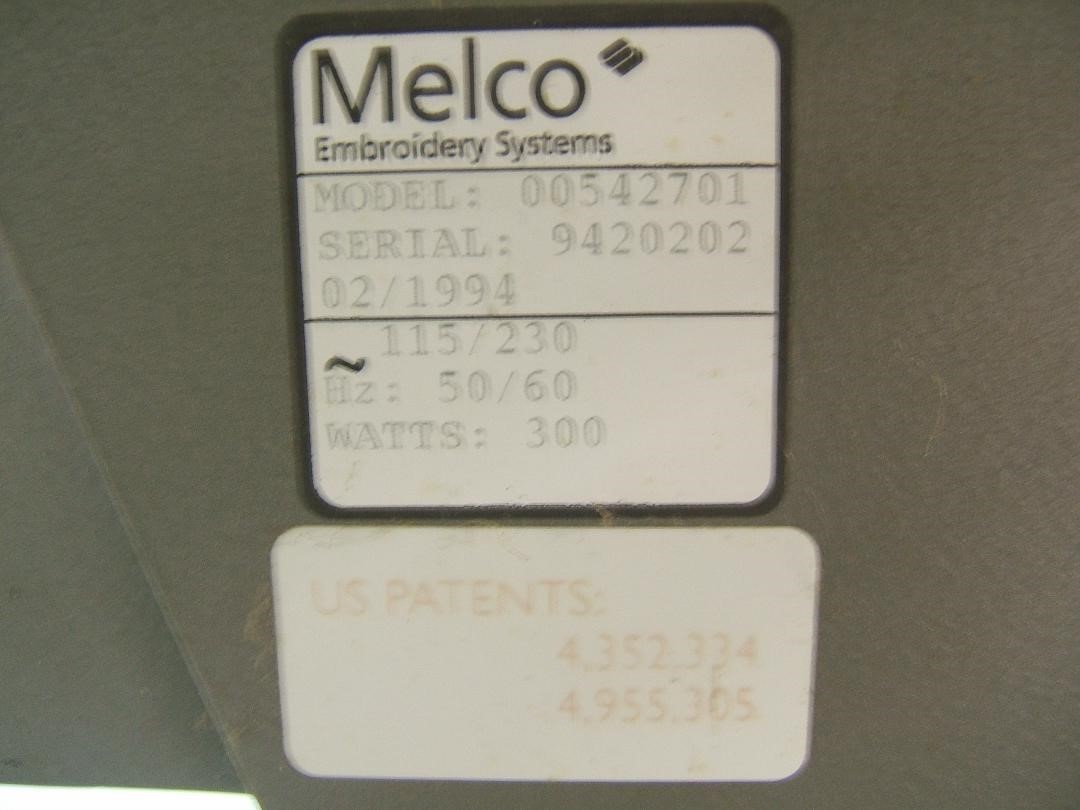 Melco
Embroidery Systems
MODEL: 00542701
SERIAL: 9420202
02/1994
~ 115/230
Hz: 50/60
WATTS: 300
US PATENTS:
4,352,334
4,955,305